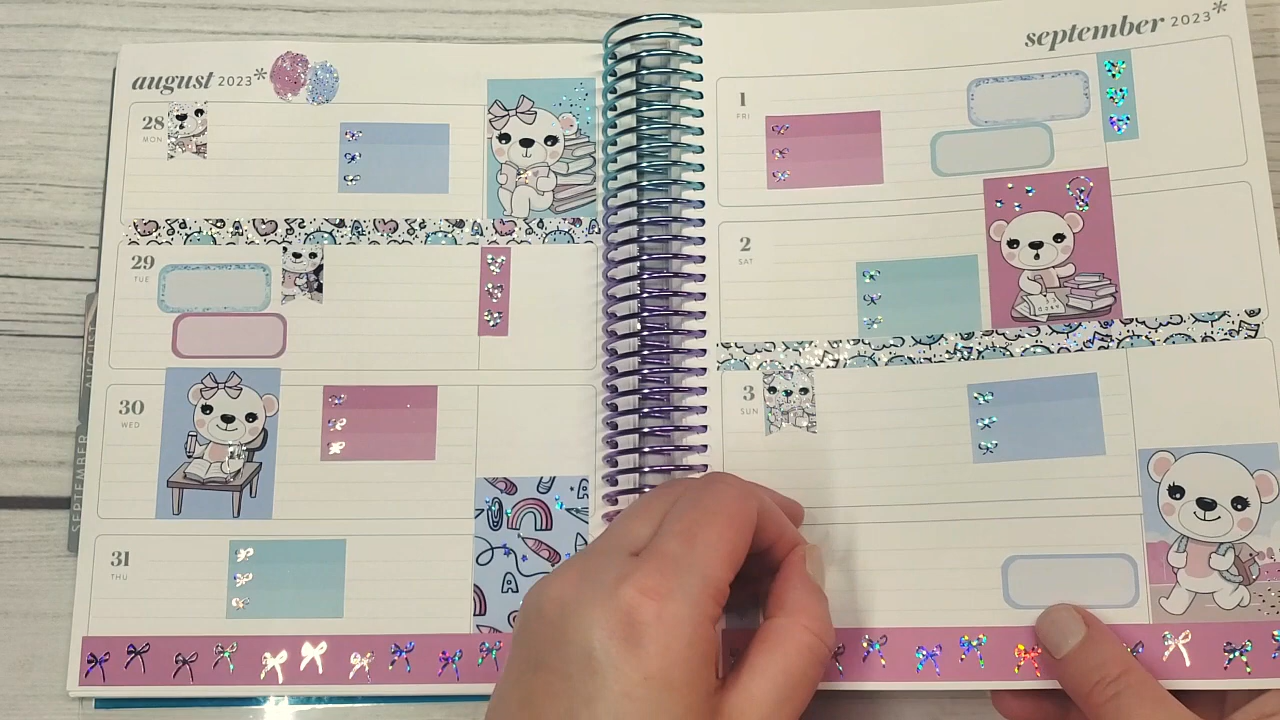 august 2023*
28
MON
29
TUE
30
WED
31
THU
september 2023*
1
FRI
2
SAT
3
SUN
AUGUST
SEPTEMBER
A
A